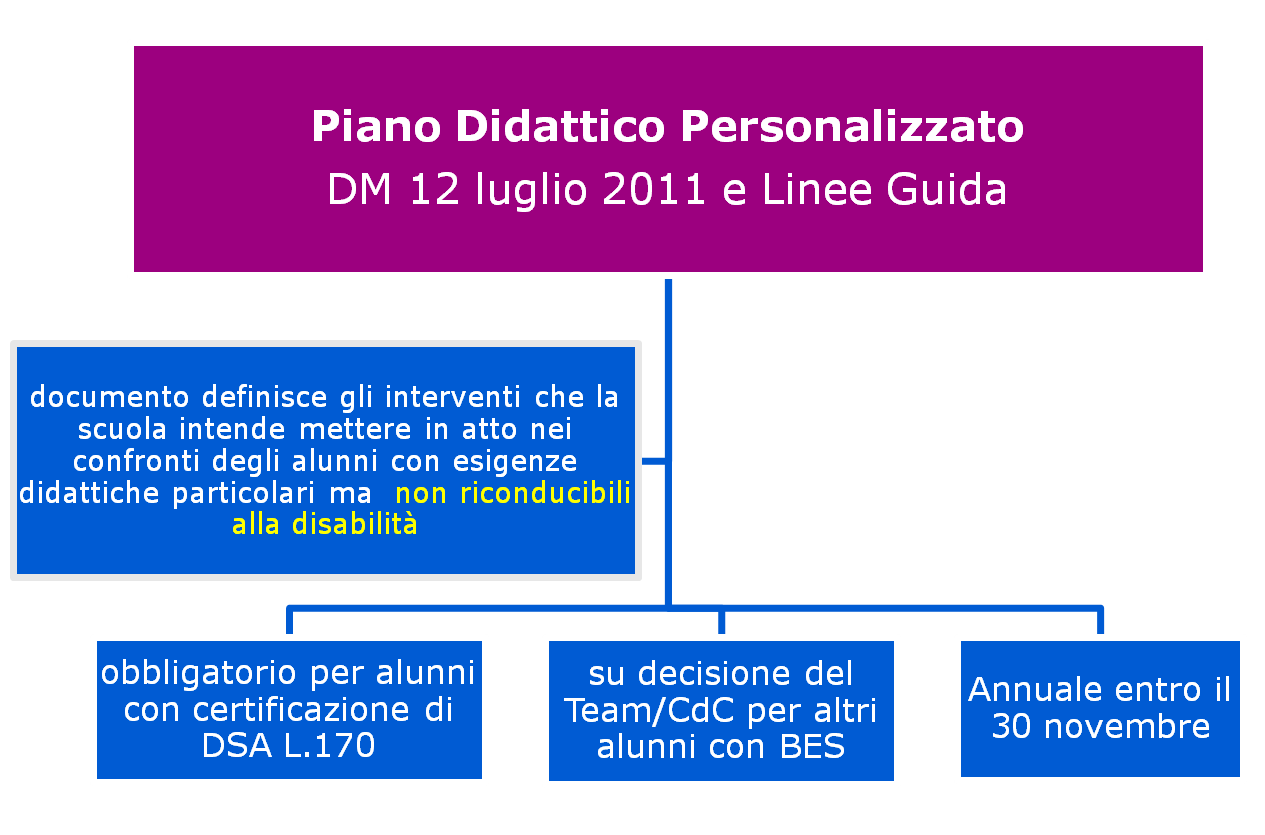 Piano Didattico Personalizzato
DM 12 luglio 2011 e Linee Guida
documento definisce gli interventi che la
scuola intende mettere in atto nei
confronti degli alunni con esigenze
didattiche particolari ma non riconducibili
alla disabilità
obbligatorio per alunni
con certificazione di
DSA L.170
su decisione del
Team/CdC per altri
alunni con BES
Annuale entro il
30 novembre